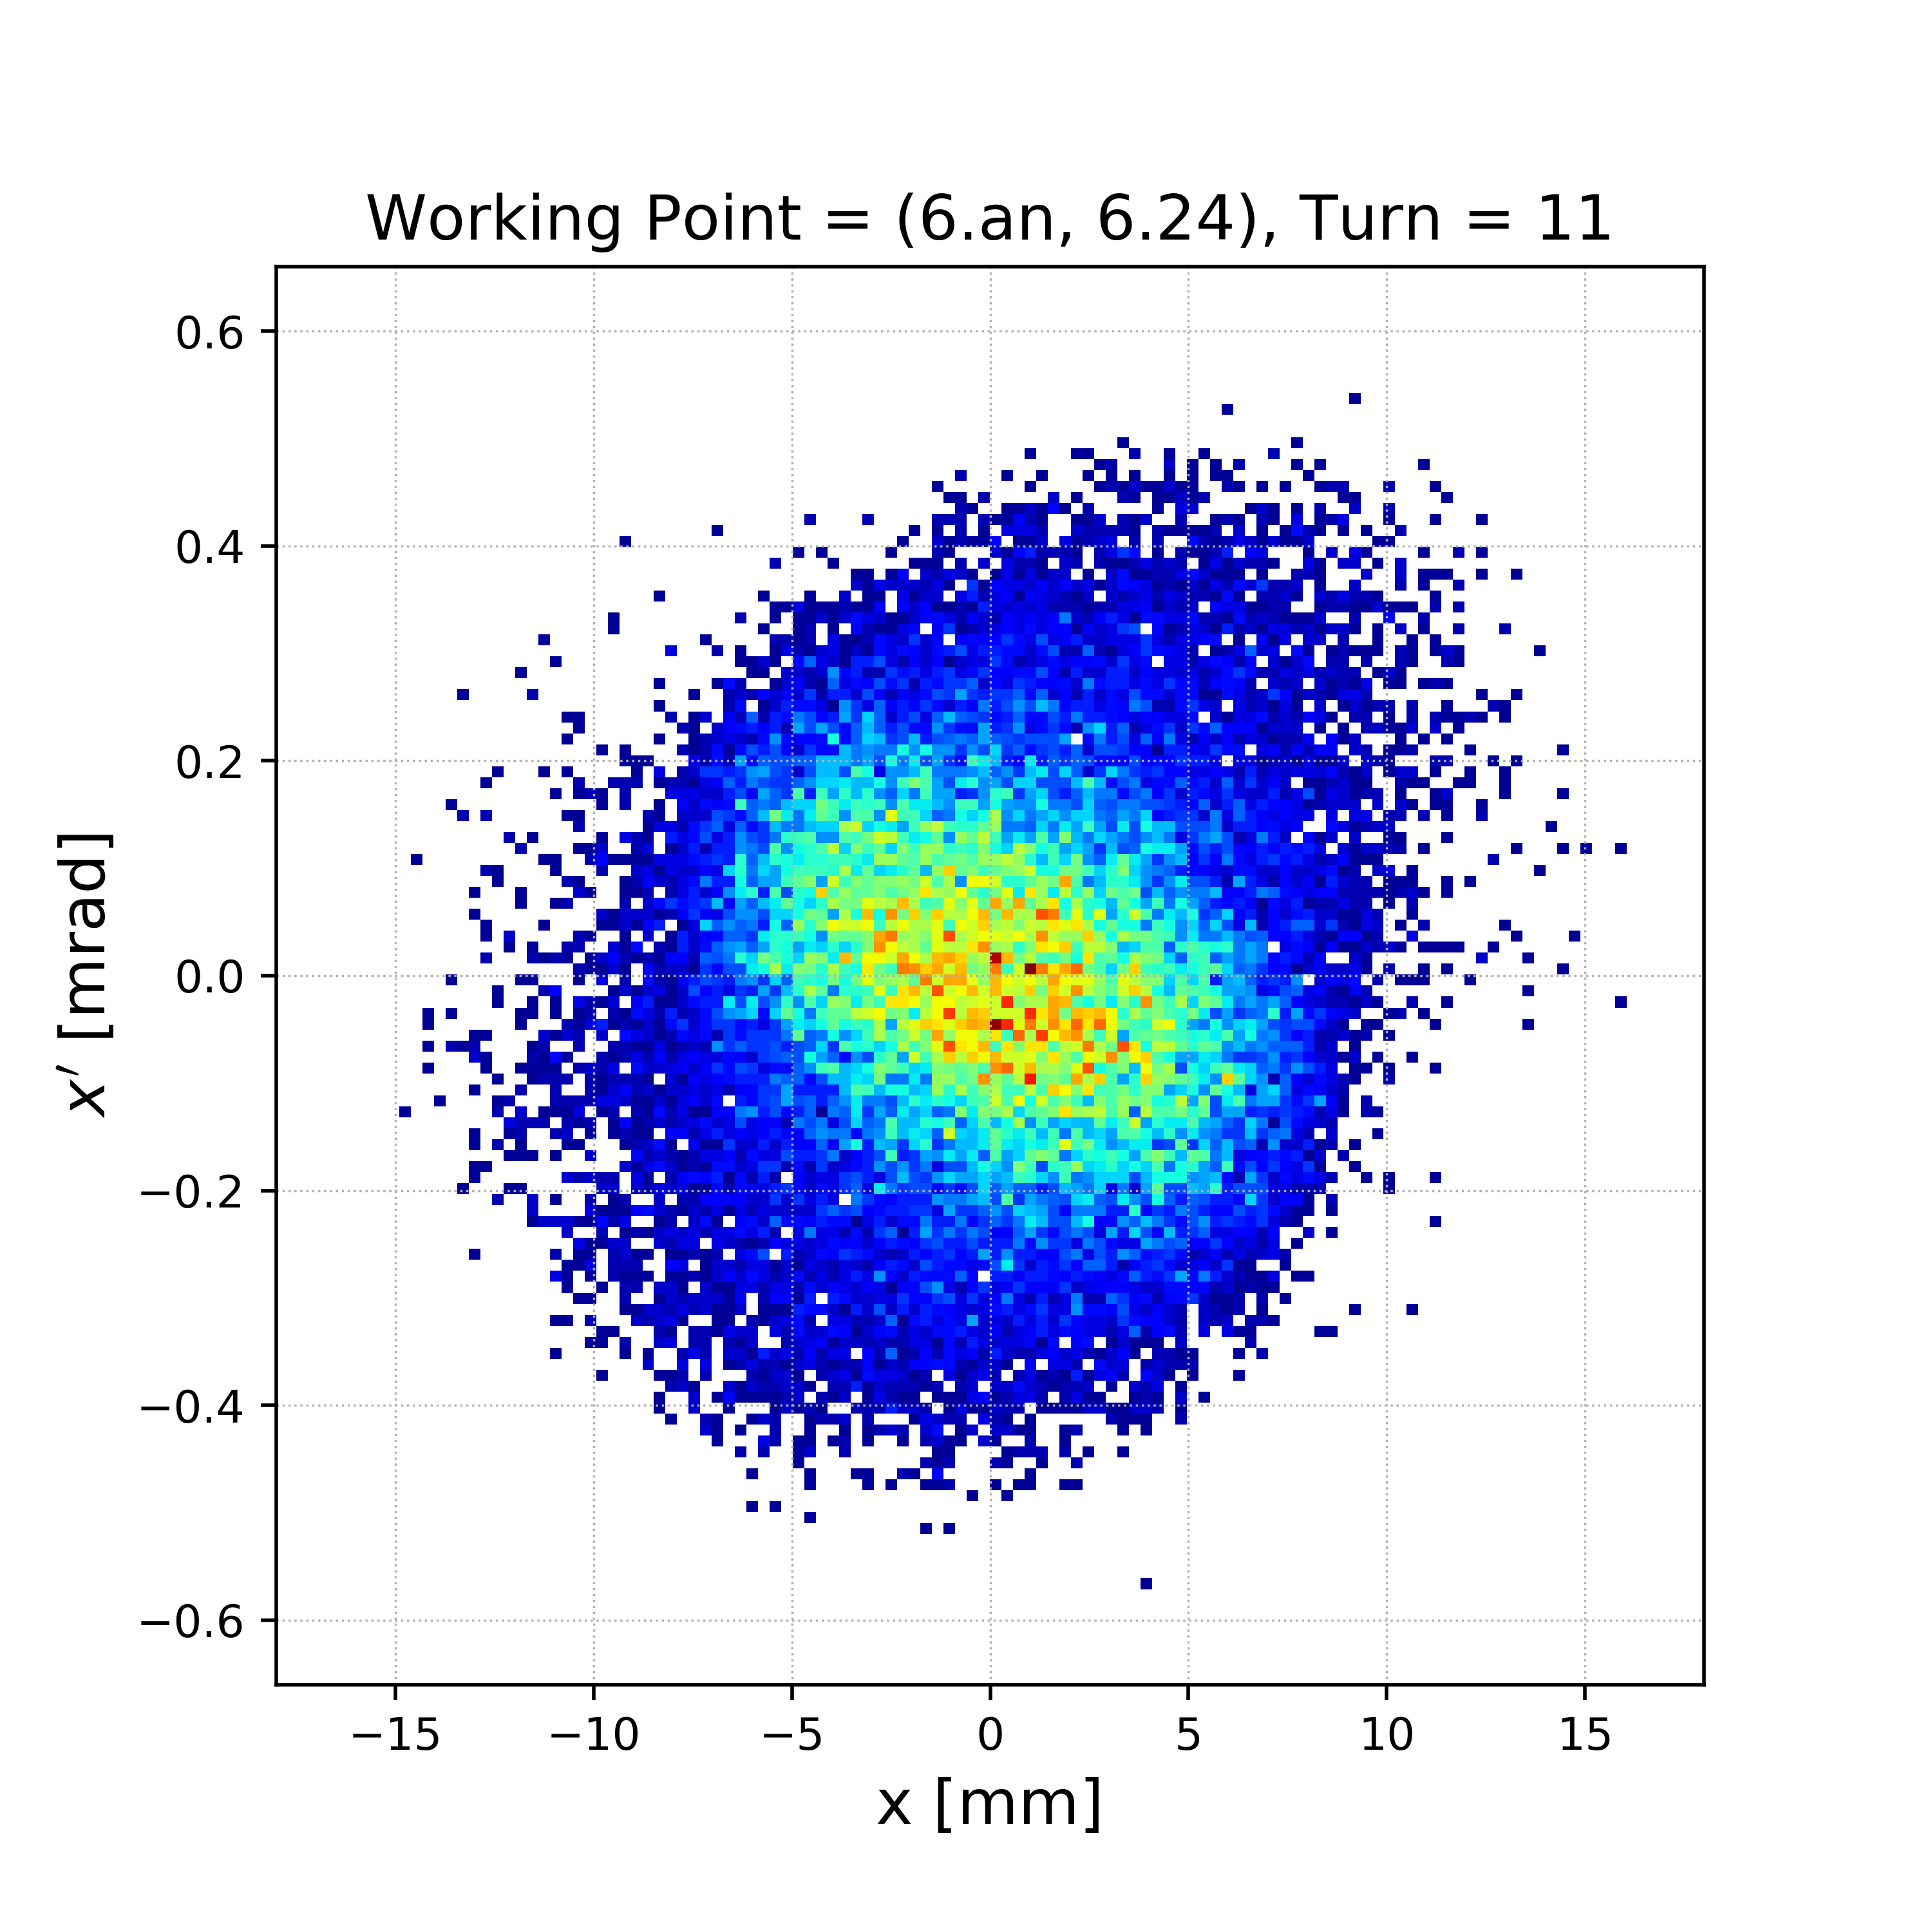 Working Point = (6.an, 6.24), Turn = 11
0.6
0.4
0.2
0.0
−0.2
−0.4
−0.6
x′ [mrad]
−15 −10 −5 0 5 10 15
x [mm]